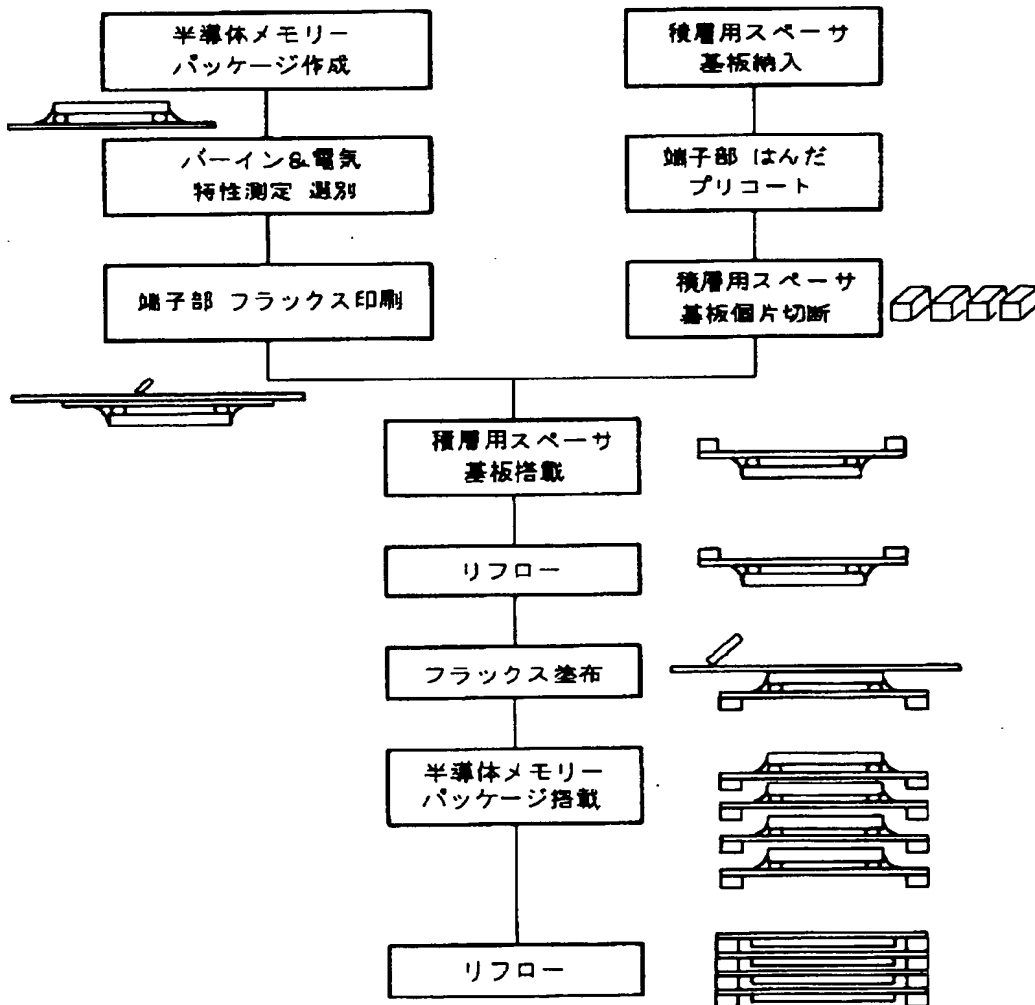 半導体メモリー
パッケージ作成
バーイン&電気
特性測定 選別
端子部 フラックス印刷
積層用スペーサ
基板納入
端子部 はんだ
プリコート
積層用スペーサ
基板個片切断
積層用スペーサ
基板搭載
リフロー
フラックス塗布
半導体メモリー
パッケージ搭載
リフロー